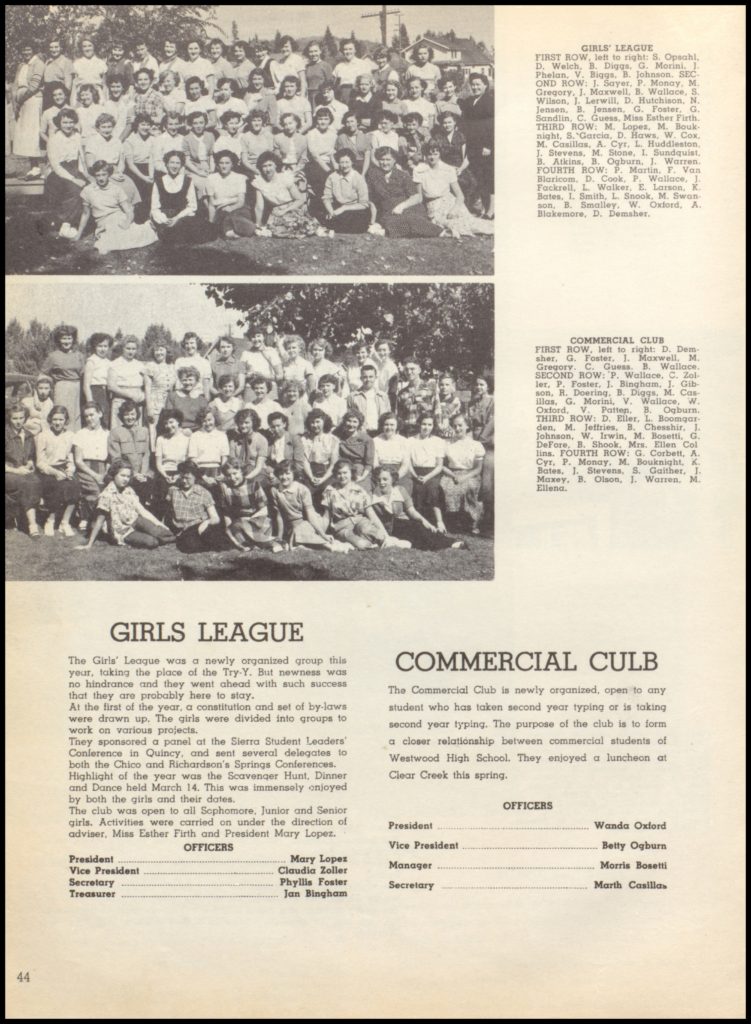 GIRLS' LEAGUE
FIRST ROW, left to right: S. Opsahl,
D. Welch, B. Diggs, G. Morini, J.
Phelan, V. Biggs, B. Johnson. SEC-
OND ROW: J. Sayer, P. Monay, M.
Gregory, J. Maxwell, B. Wallace, S.
Wilson, J. Lerwill, D. Hutchison, N.
Jensen, B. Jensen, G. Foster, G.
Sandlin, C. Guess, Miss Esther Firth.
THIRD ROW: M. Lopez, M. Bouk-
night, S. Garcia, D. Haws, W. Cox,
M. Casillas, A. Cyr, L. Huddleston,
J. Stevens, M. Stone, I. Sundquist,
B. Atkins, B. Ogburn, J. Warren.
FOURTH ROW: P. Martin, F. Van
Blaricom, D. Cook, P. Wallace, J.
Fackrell, L. Walker, E. Larson, K.
Bates, I. Smith, L. Snook, M. Swan-
son, B. Smalley, W. Oxford, A.
Blakemore, D. Demsher.
COMMERCIAL CLUB
FIRST ROW, left to right: D. Dem-
sher, G. Foster, J. Maxwell, M.
Gregory, C. Guess, B. Wallace.
SECOND ROW: P. Wallace, C. Zol-
ler, P. Foster, J. Bingham, J. Gib-
son, R. Doering, B. Diggs, M. Cas-
illas, G. Morini, V. Wallace, W.
Oxford, V. Patten, B. Ogburn.
THIRD ROW: D. Eller, L. Boomgar-
den, M. Jeffries, B. Chesshir, J.
Johnson, W. Irwin, M. Bosetti, G.
DeFore, B. Shook, Mrs. Ellen Col
lins. FOURTH ROW: G. Corbett, A.
Cyr, P. Monay, M. Bouknight, K.
Bates, J. Stevens, S. Gaither, J.
Maxey, B. Olson, J. Warren, M.
Ellena.
GIRLS LEAGUE
The Girls' League was a newly organized group this
year, taking the place of the Try-Y. But newness was
no hindrance and they went ahead with such success
that they are probably here to stay.
At the first of the year, a constitution and set of by-laws
were drawn up. The girls were divided into groups to
work on various projects.
They sponsored a panel at the Sierra Student Leaders'
Conference in Quincy, and sent several delegates to
both the Chico and Richardson's Springs Conferences.
Highlight of the year was the Scavenger Hunt, Dinner
and Dance held March 14. This was immensely enjoyed
by both the girls and their dates.
The club was open to all Sophomore, Junior and Senior
girls. Activities were carried on under the direction of
adviser, Miss Esther Firth and President Mary Lopez.
OFFICERS
President ........ Mary Lopez
Vice President ........ Claudia Zoller
Secretary ........ Phyllis Foster
Treasurer ........ Jan Bingham
COMMERCIAL CULB
The Commercial Club is newly organized, open to any
student who has taken second year typing or is taking
second year typing. The purpose of the club is to form
a closer relationship between commercial students of
Westwood High School. They enjoyed a luncheon at
Clear Creek this spring.
OFFICERS
President ........ Wanda Oxford
Vice President ........ Betty Ogburn
Manager ........ Morris Bosetti
Secretary ........ Marth Casillas
44